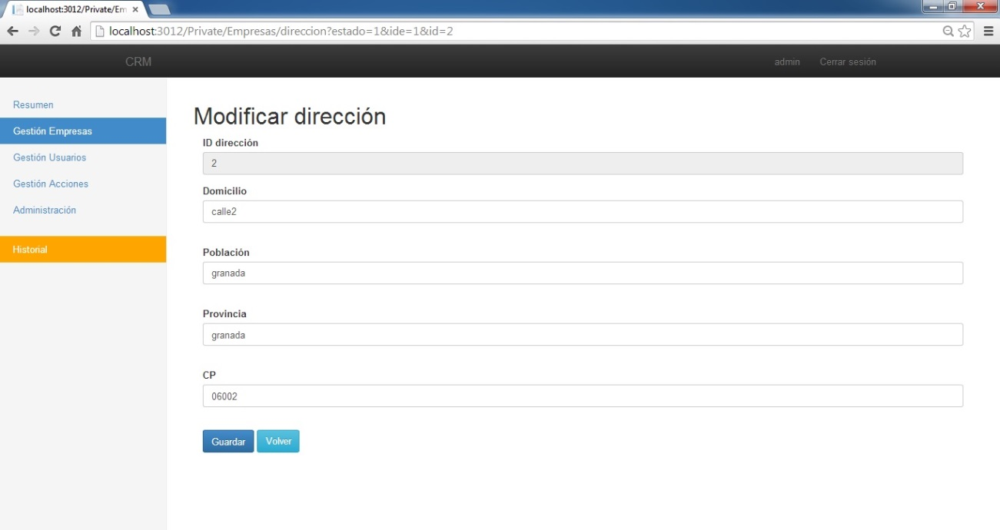 localhost:3012/Private/Em
localhost:3012/Private/Empresas/direccion?estado=1&ide=1&id=2
CRM admin Cerrar sesión
Resumen
Gestión Empresas
Gestión Usuarios
Gestión Acciones
Administración
Historial
Modificar dirección
ID dirección
2
Domicilio
calle2
Población
granada
Provincia
granada
CP
06002
Guardar Volver